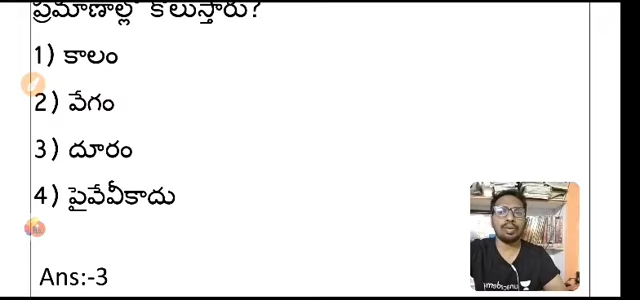 ప్రమాణాల్లో కొలుస్తారు?
1) కాలం
2) వేగం
3) దూరం
4) పైవేవీకాదు
Ans:-3